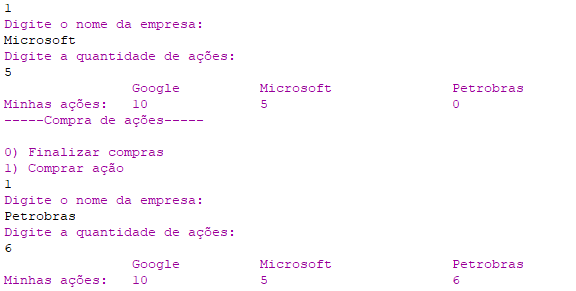 1
Digite o nome da empresa:
Microsoft
Digite a quantidade de ações:
5
Google Microsoft Petrobras
Minhas ações: 10 5 0
-----Compra de ações-----
0) Finalizar compras
1) Comprar ação
1
Digite o nome da empresa:
Petrobras
Digite a quantidade de ações:
6
Google Microsoft Petrobras
Minhas ações: 10 5 6